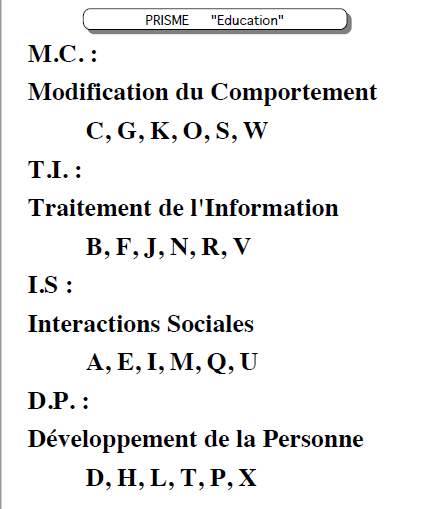 PRISME "Education"
M.C. :
Modification du Comportement
C, G, K, O, S, W
T.I. :
Traitement de l'Information
B, F, J, N, R, V
I.S :
Interactions Sociales
A, E, I, M, Q, U
D.P. :
Développement de la Personne
D, H, L, T, P, X